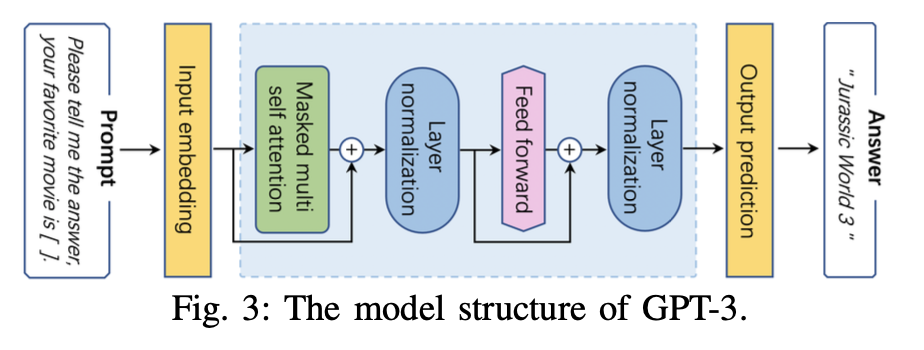 Prompt
Please tell me the answer,
your favorite movie is [ ].
Input embedding
Masked multi
self attention
+
Layer
normalization
Feed forward
+
Layer
normalization
Output prediction
Answer
" Jurassic World 3 "
Fig. 3: The model structure of GPT-3.